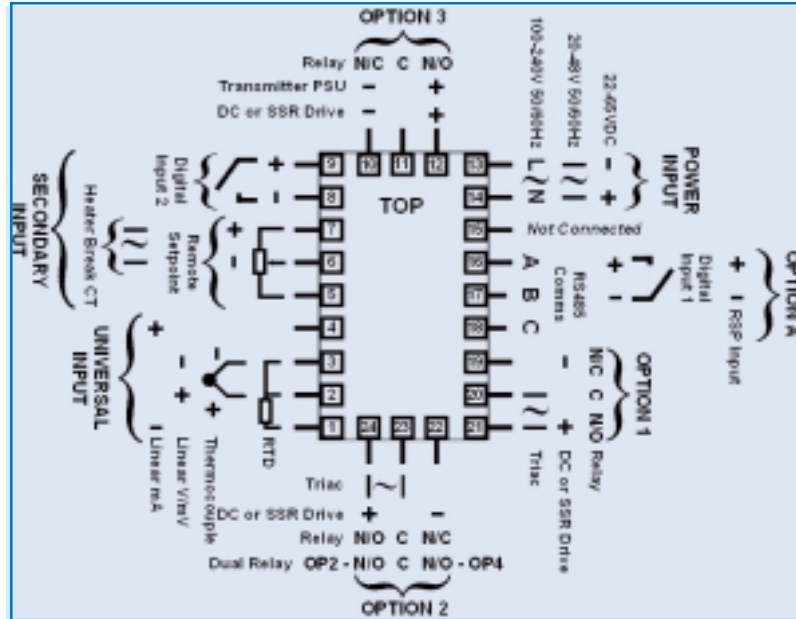 OPTION 3
Relay N/C C N/O
Transmitter PSU - +
DC or SSR Drive - +
100-240V 50/60Hz
20-48V 50/60Hz
22-65VDC
L ~ N
- +
POWER INPUT
9
10
11
12
13
8
14
TOP
7
15
6
16
5
17
4
18
3
19
2
20
1
24
23
22
21
Digital Input 2
+ -
Remote Setpoint
+ -
Heater Break CT
~
SECONDARY INPUT
UNIVERSAL INPUT
RTD
- + Thermocouple
- + Linear V/mV
+ - Linear mA
Not Connected
A B C
RS485 Comms
Digital Input 1
+ -
+ - RSP Input
OPTION A
OPTION 1
N/C C N/O Relay
- + DC or SSR Drive
~ Triac
Triac ~
DC or SSR Drive + -
Relay N/O C N/C
Dual Relay OP2 - N/O C N/O - OP4
OPTION 2